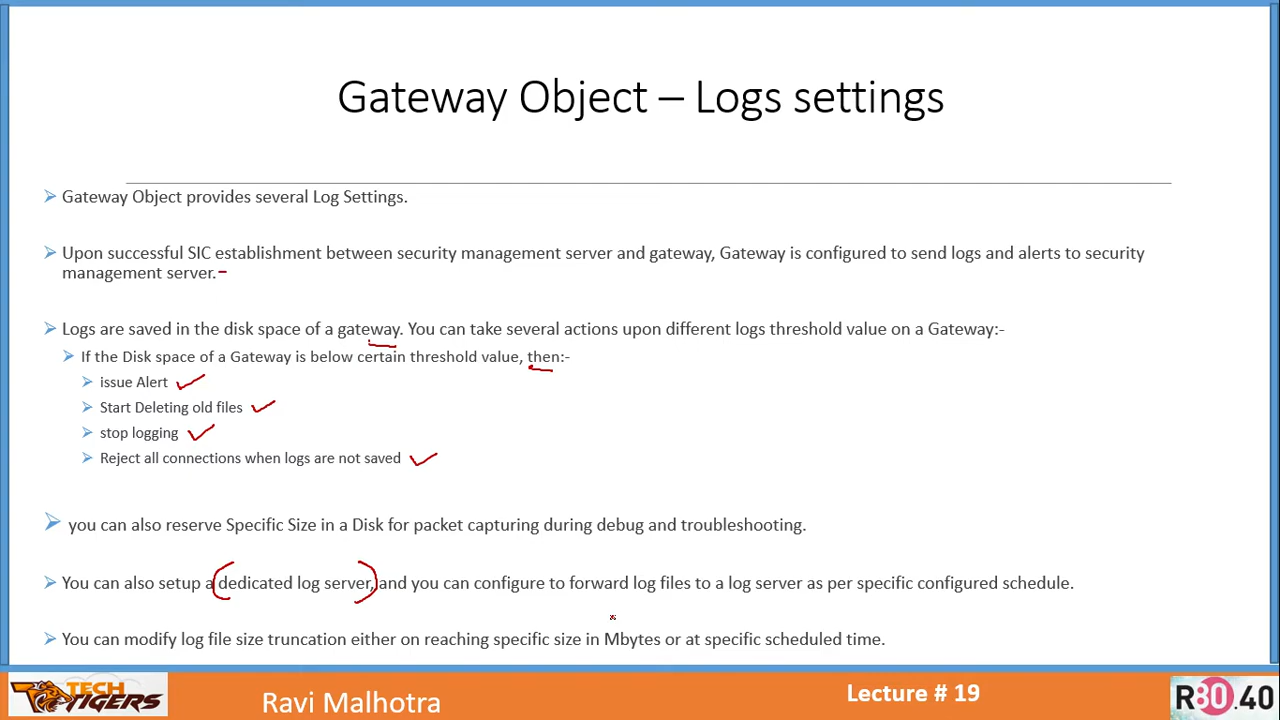 Gateway Object – Logs settings
Gateway Object provides several Log Settings.
Upon successful SIC establishment between security management server and gateway, Gateway is configured to send logs and alerts to security
management server.
Logs are saved in the disk space of a gateway. You can take several actions upon different logs threshold value on a Gateway:-
If the Disk space of a Gateway is below certain threshold value, then:-
issue Alert
Start Deleting old files
stop logging
Reject all connections when logs are not saved
you can also reserve Specific Size in a Disk for packet capturing during debug and troubleshooting.
You can also setup a dedicated log server, and you can configure to forward log files to a log server as per specific configured schedule.
You can modify log file size truncation either on reaching specific size in Mbytes or at specific scheduled time.
TECH
TIGERS
Ravi Malhotra
Lecture # 19
R80.40